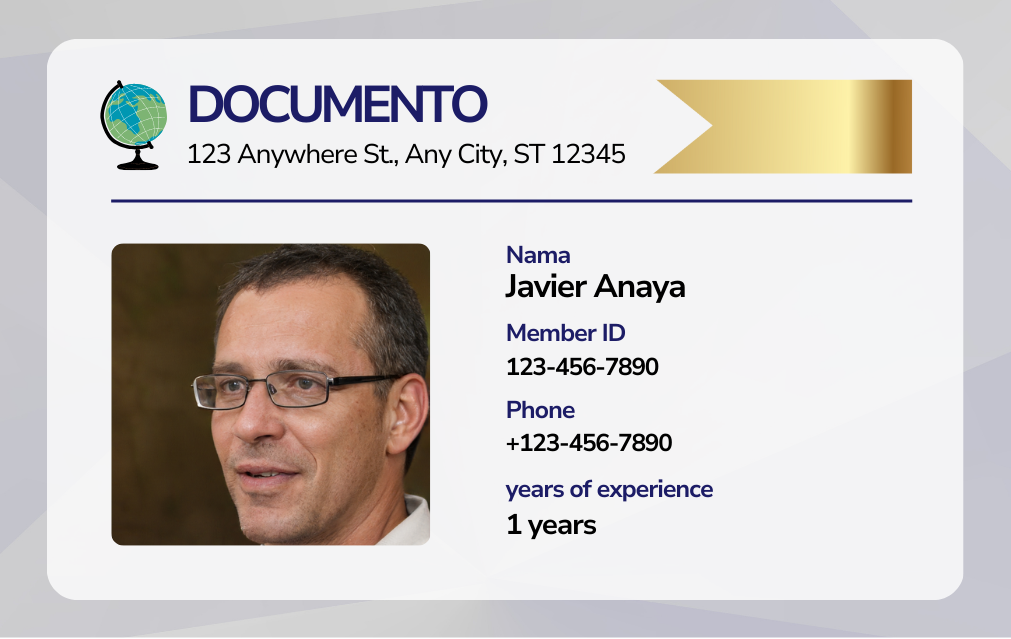 DOCUMENTO
123 Anywhere St., Any City, ST 12345
Nama
Javier Anaya
Member ID
123-456-7890
Phone
+123-456-7890
years of experience
1 years